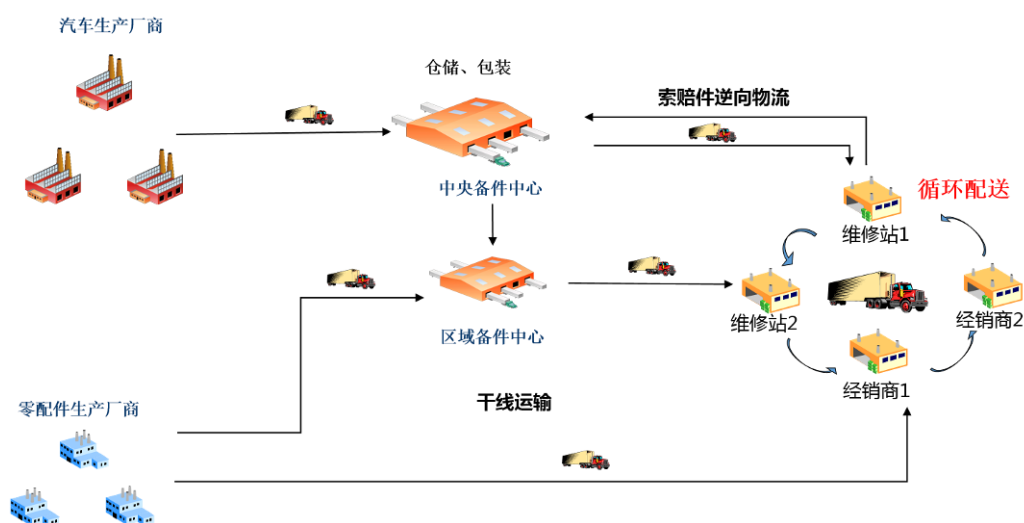 汽车生产厂商
仓储、包装
索赔件逆向物流
中央备件中心
循环配送
维修站1
维修站2
经销商2
区域备件中心
经销商1
干线运输
零配件生产厂商